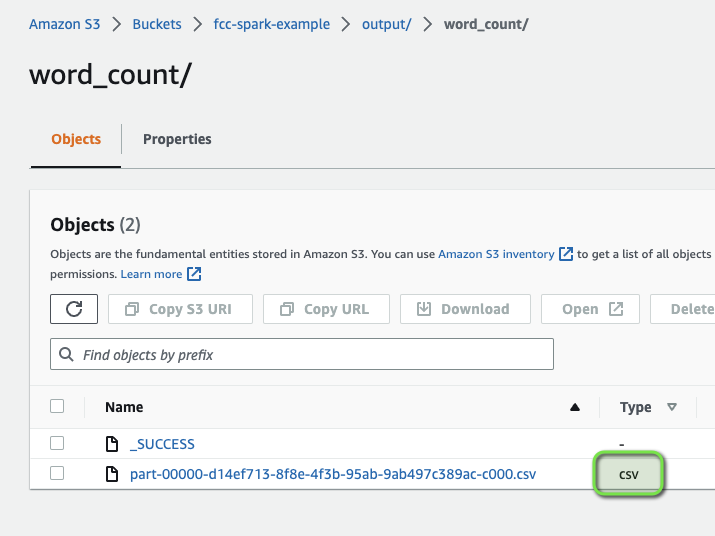 Amazon S3 > Buckets > fcc-spark-example > output/ > word_count/
word_count/
Objects Properties
Objects (2)
Objects are the fundamental entities stored in Amazon S3. You can use Amazon S3 inventory to get a list of all objects
permissions. Learn more
Copy S3 URI Copy URL Download Open Delete
Find objects by prefix
Name Type
_SUCCESS -
part-00000-d14ef713-8f8e-4f3b-95ab-9ab497c389ac-c000.csv csv